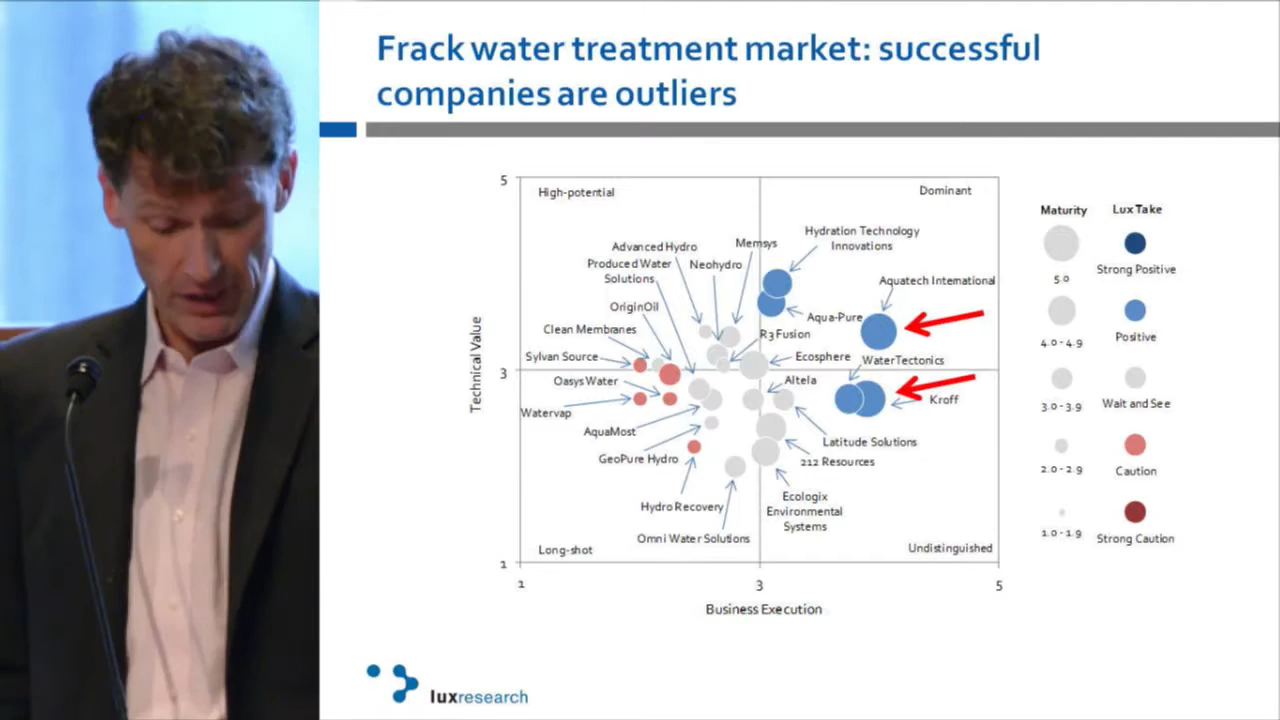 Frack water treatment market: successful
companies are outliers
5
High-potential
Dominant
Hydration Technology
Innovations
Advanced Hydro
Memsys
Produced Water
Solutions
Neohydro
Aquatech International
OriginOil
Aqua-Pure
Clean Membranes
R3 Fusion
Sylvan Source
Ecosphere
WaterTectonics
3
Oasys Water
Altela
Watervap
Kroff
AquaMost
Latitude Solutions
GeoPure Hydro
212 Resources
Hydro Recovery
Ecologix
Environmental
Systems
Omni Water Solutions
Long-shot
Undistinguished
1
1
3
5
Technical Value
Business Execution
Maturity
Lux Take
5.0
Strong Positive
4.0 - 4.9
Positive
3.0 - 3.9
Wait and See
2.0 - 2.9
Caution
1.0 - 1.9
Strong Caution
luxresearch